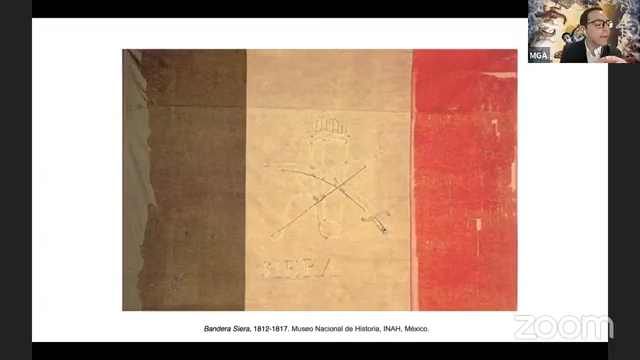 MGA
Bandera Siera, 1812-1817. Museo Nacional de Historia, INAH, México.
zoom